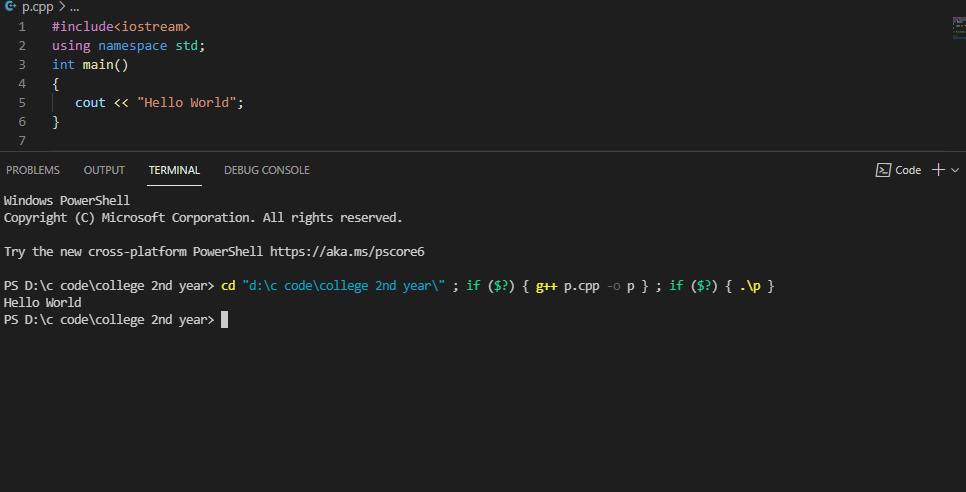 p.cpp > ...
1 #include<iostream>
2 using namespace std;
3 int main()
4 {
5 cout << "Hello World";
6 }
7
PROBLEMS OUTPUT TERMINAL DEBUG CONSOLE Code
Windows PowerShell
Copyright (C) Microsoft Corporation. All rights reserved.
Try the new cross-platform PowerShell https://aka.ms/pscore6
PS D:\c code\college 2nd year> cd "d:\c code\college 2nd year\" ; if ($?) { g++ p.cpp -o p } ; if ($?) { .\p }
Hello World
PS D:\c code\college 2nd year>